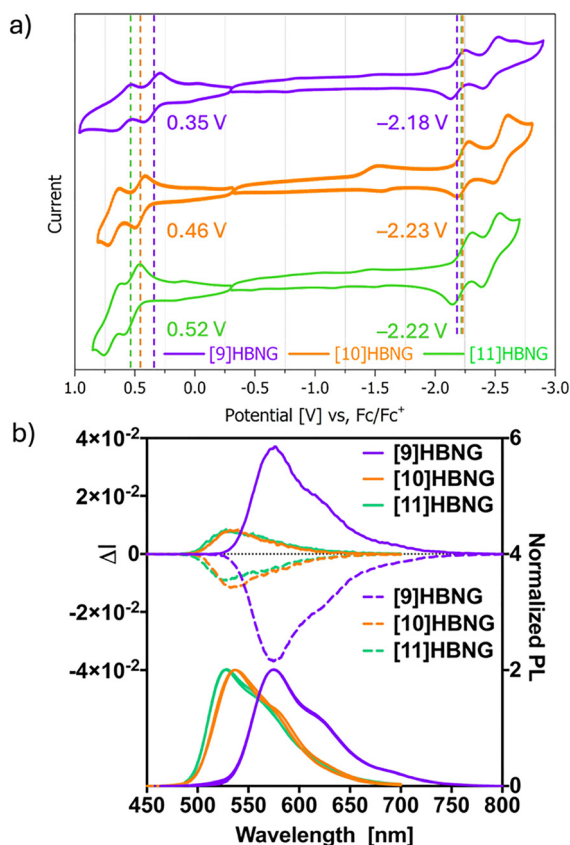 a)
0.35 V
−2.18 V
0.46 V
−2.23 V
0.52 V
−2.22 V
Current
[9]HBNG [10]HBNG [11]HBNG
1.0 0.5 0.0 -0.5 -1.0 -1.5 -2.0 -2.5 -3.0
Potential [V] vs, Fc/Fc⁺
b)
4×10⁻² 6
[9]HBNG
[10]HBNG
2×10⁻²
[11]HBNG
0 4
[9]HBNG
-2×10⁻²
[10]HBNG
[11]HBNG
-4×10⁻² 2
0
ΔI
Normalized PL
450 500 550 600 650 700 750 800
Wavelength [nm]